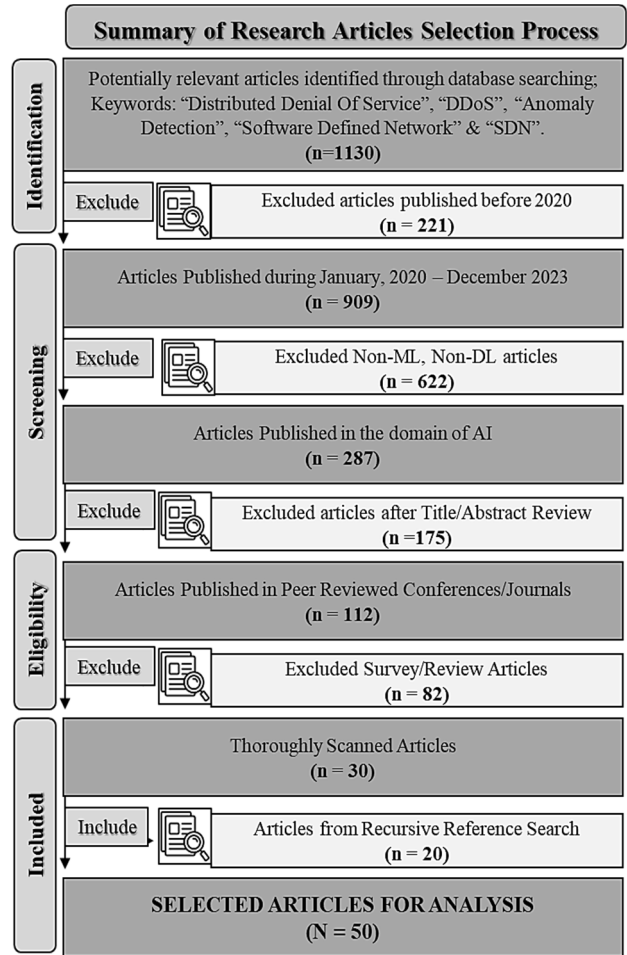 Summary of Research Articles Selection Process
Identification
Potentially relevant articles identified through database searching;
Keywords: “Distributed Denial Of Service”, “DDoS”, “Anomaly
Detection”, “Software Defined Network” & “SDN”.
(n=1130)
Exclude
Excluded articles published before 2020
(n = 221)
Screening
Articles Published during January, 2020 – December 2023
(n = 909)
Exclude
Excluded Non-ML, Non-DL articles
(n = 622)
Articles Published in the domain of AI
(n = 287)
Exclude
Excluded articles after Title/Abstract Review
(n =175)
Eligibility
Articles Published in Peer Reviewed Conferences/Journals
(n = 112)
Exclude
Excluded Survey/Review Articles
(n = 82)
Included
Thoroughly Scanned Articles
(n = 30)
Include
Articles from Recursive Reference Search
(n = 20)
SELECTED ARTICLES FOR ANALYSIS
(N = 50)